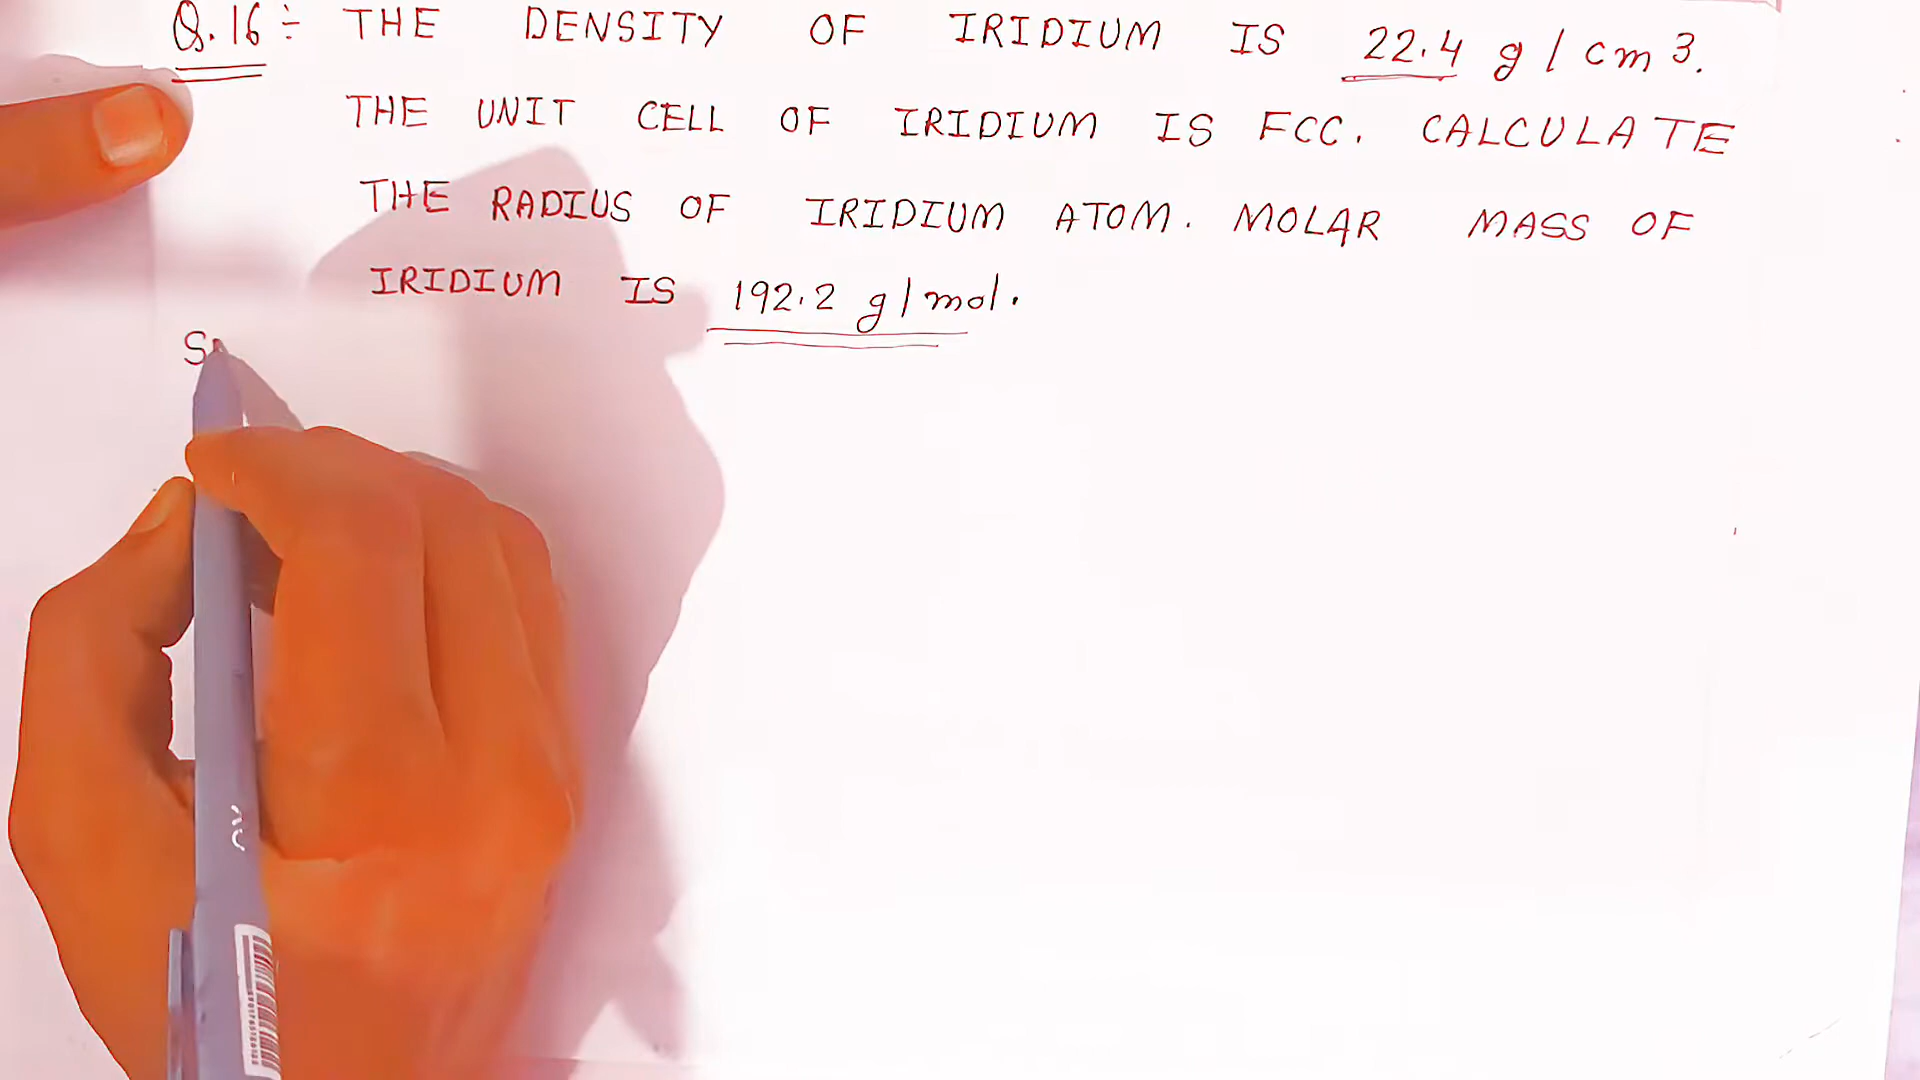 Q.16÷ THE DENSITY OF IRIDIUM IS 22.4 g/cm3.
THE UNIT CELL OF IRIDIUM IS FCC. CALCULATE
THE RADIUS OF IRIDIUM ATOM. MOLAR MASS OF
IRIDIUM IS 192.2 g/mol.
S